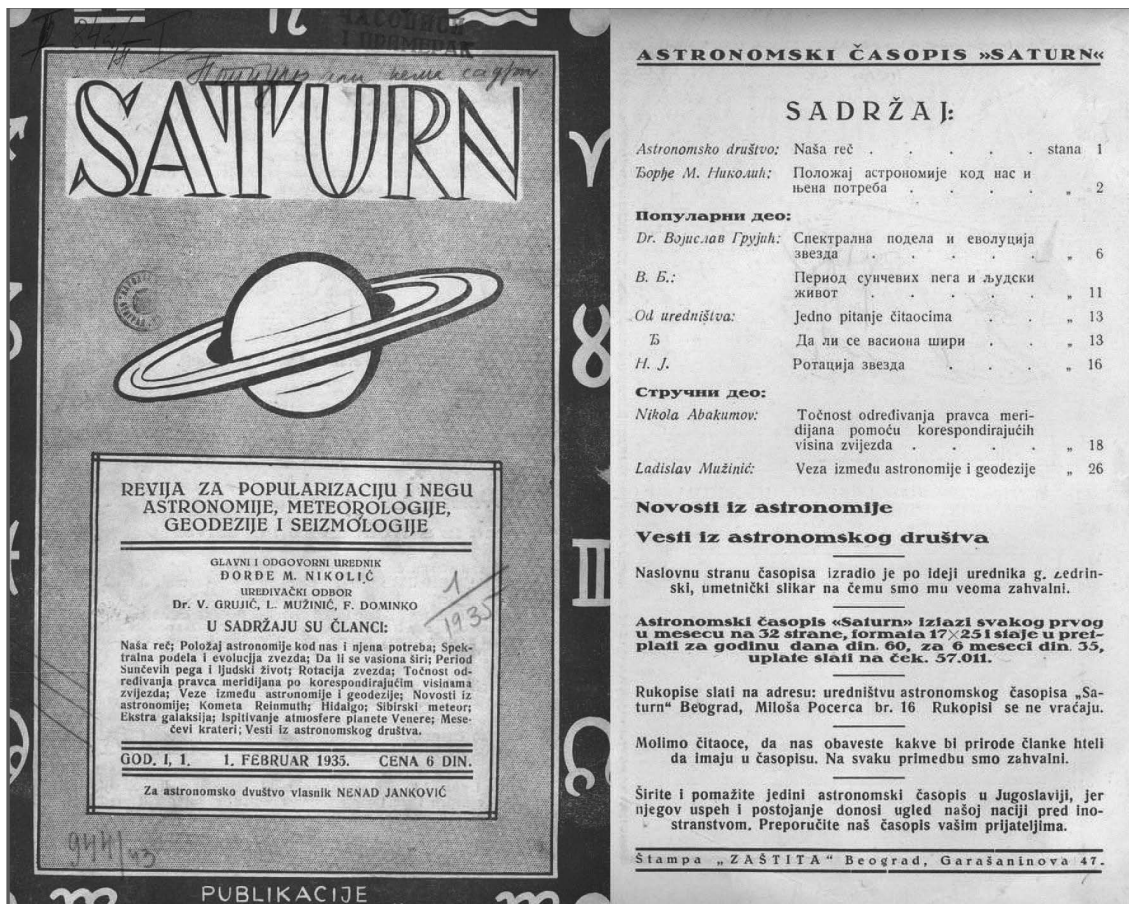 ЧАСОПИСИ
I ПРИМЕРАК
SATURN
REVIJA ZA POPULARIZACIJU I NEGU
ASTRONOMIJE, METEOROLOGIJE,
GEODEZIJE I SEIZMOLOGIJE
GLAVNI I ODGOVORNI UREDNIK
ĐORĐE M. NIKOLIĆ
UREĐIVAČKI ODBOR
Dr. V. GRUJIĆ, L. MUŽINIĆ, F. DOMINKO
U SADRŽAJU SU ČLANCI:
Naša reč; Položaj astronomije kod nas i njena potreba; Spek-
tralna podela i evolucija zvezda; Da li se vasiona širi; Period
Sunčevih pega i ljudski život; Rotacija zvezda; Točnost od-
ređivanja pravca meridijana po korespondirajućim visinama
zvijezda; Veze između astronomije i geodezije; Novosti iz
astronomije; Kometa Reinmuth; Hidalgo; Sibirski meteor;
Ekstra galaksija; Ispitivanje atmosfere planete Venere; Mese-
čevi krateri; Vesti iz astronomskog društva.
1
1935
GOD. I, 1. 1. FEBRUAR 1935. CENA 6 DIN.
Za astronomsko dvuštvo vlasnik NENAD JANKOVIĆ
944/43
PUBLIKACIJE
ASTRONOMSKI ČASOPIS »SATURN«
SADRŽAJ:
Astronomsko društvo: Naša reč . . . . . stana 1
Ђорђе М. Николић: Положај астрономије код нас и
њена потреба . . . . „ 2
Популарни део:
Dr. Војислав Грујић: Спектрална подела и еволуција
звезда . . . . . „ 6
В. Б.: Период сунчевих пега и људски
живот . . . . . „ 11
Od uredništva: Jedno pitanje čitaocima . . „ 13
Ђ Да ли се васиона шири . . „ 13
Н. Ј. Ротација звезда . . . „ 16
Стручни део:
Nikola Abakumov: Točnost određivanja pravca meri-
dijana pomoću korespondirajućih
visina zvijezda . . . . „ 18
Ladislav Mužinić: Veza između astronomije i geodezije „ 26
Novosti iz astronomije
Vesti iz astronomskog društva
Naslovnu stranu časopisa izradio je po ideji urednika g. Zedrin-
ski, umetnički slikar na čemu smo mu veoma zahvalni.
Astronomski časopis «Saturn» izlazi svakog prvog
u mesecu na 32 strane, formata 17×25 i staje u pret-
plati za godinu dana din. 60, za 6 meseci din. 35,
uplate slati na ček. 57.011.
Rukopise slati na adresu: uredništvu astronomskog časopisa „Sa-
turn“ Beograd, Miloša Pocerca br. 16 Rukopisi se ne vraćaju.
Molimo čitaoce, da nas obaveste kakve bi prirode članke hteli
da imaju u časopisu. Na svaku primedbu smo zahvalni.
Širite i pomažite jedini astronomski časopis u Jugoslaviji, jer
njegov uspeh i postojanje donosi ugled našoj naciji pred ino-
stranstvom. Preporučite naš časopis vašim prijateljima.
Štampa „ZAŠTITA“ Beograd, Garašaninova 47.